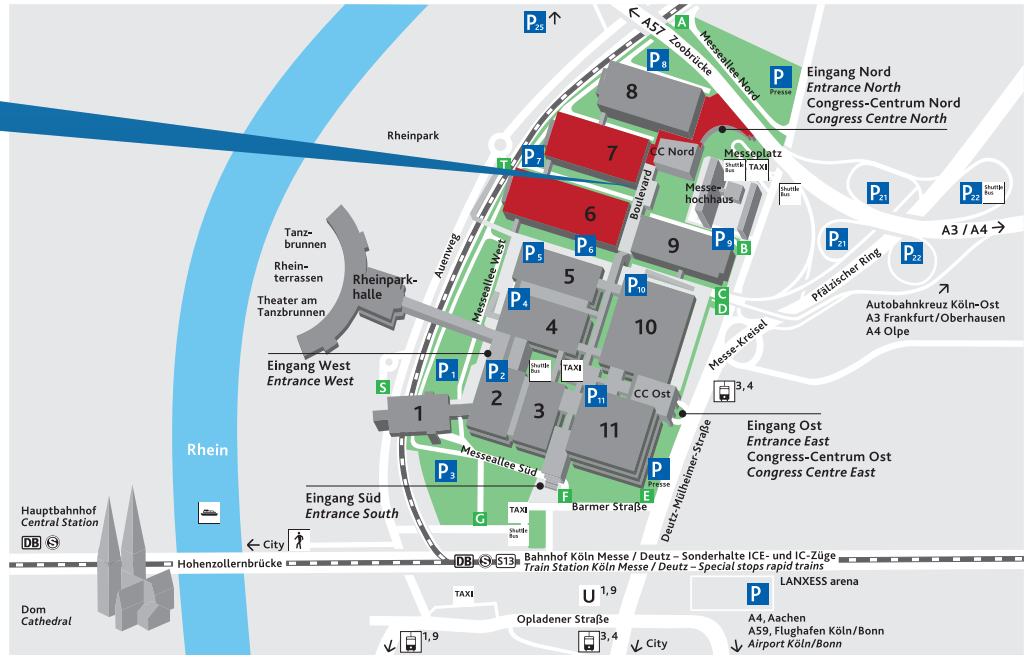 P25
A
A57 Zoobrücke
Messeallee Nord
P8
P
Presse
Eingang Nord
Entrance North
Congress-Centrum Nord
Congress Centre North
8
Rheinpark
7
CC Nord
Messeplatz
Shuttle
Bus
TAXI
T
P7
Shuttle
Bus
Messe-
hochhaus
P21
P22
Shuttle
Bus
Boulevard
6
A3 / A4
Tanz-
brunnen
Auenweg
Messeallee West
P5
P6
9
P9
B
P21
P22
Rhein-
terrassen
Rheinpark-
halle
5
P10
Pfälzischer Ring
Theater am
Tanzbrunnen
P4
4
10
C
D
Autobahnkreuz Köln-Ost
A3 Frankfurt/Oberhausen
A4 Olpe
Messe-Kreisel
Eingang West
Entrance West
P1
P2
Shuttle
Bus
TAXI
S
P11
CC Ost
3, 4
1
2
3
11
Eingang Ost
Entrance East
Congress-Centrum Ost
Congress Centre East
Rhein
Messeallee Süd
P3
P
Presse
Deutz-Mülheimer-Straße
Eingang Süd
Entrance South
F
E
Barmer Straße
G
TAXI
Shuttle
Bus
Hauptbahnhof
Central Station
DB S
City
Hohenzollernbrücke
DB S S13
Bahnhof Köln Messe / Deutz – Sonderhalte ICE- und IC-Züge
Train Station Köln Messe / Deutz – Special stops rapid trains
LANXESS arena
P
TAXI
U 1, 9
Dom
Cathedral
Opladener Straße
A4, Aachen
A59, Flughafen Köln/Bonn
Airport Köln/Bonn
1, 9
3, 4
City